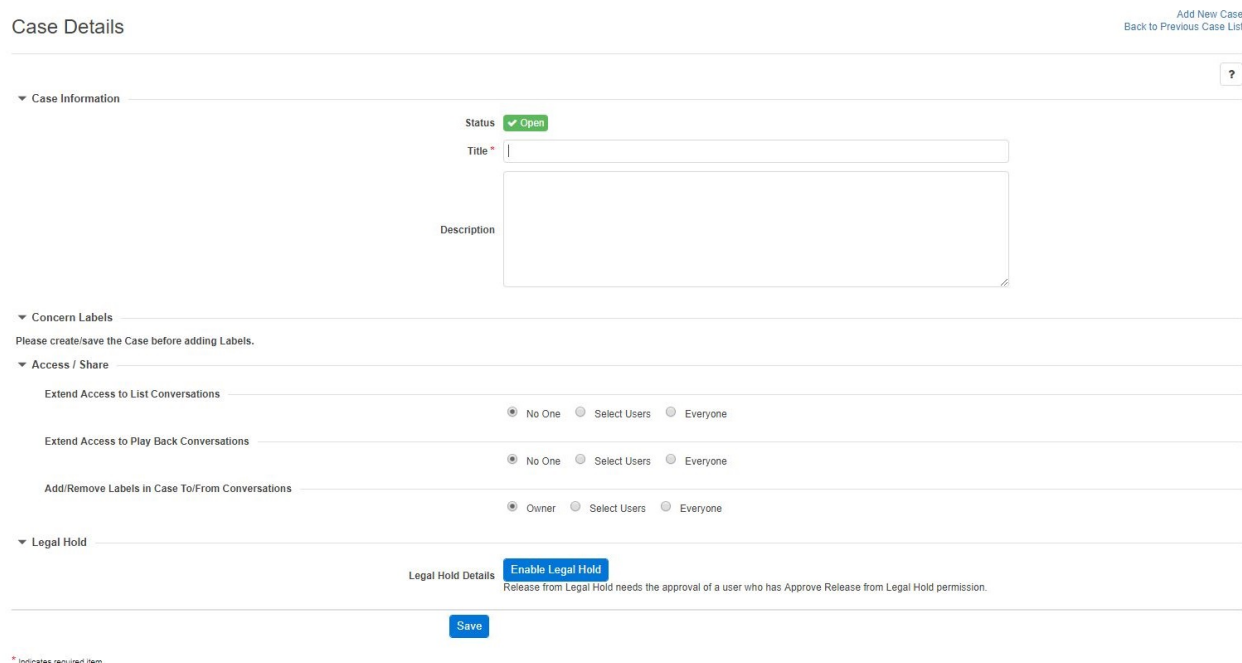 Case Details
Add New Case
Back to Previous Case List
?
Case Information
Status Open
Title *
Description
Concern Labels
Please create/save the Case before adding Labels.
Access / Share
Extend Access to List Conversations
No One Select Users Everyone
Extend Access to Play Back Conversations
No One Select Users Everyone
Add/Remove Labels in Case To/From Conversations
Owner Select Users Everyone
Legal Hold
Legal Hold Details Enable Legal Hold
Release from Legal Hold needs the approval of a user who has Approve Release from Legal Hold permission.
Save
* Indicates required item